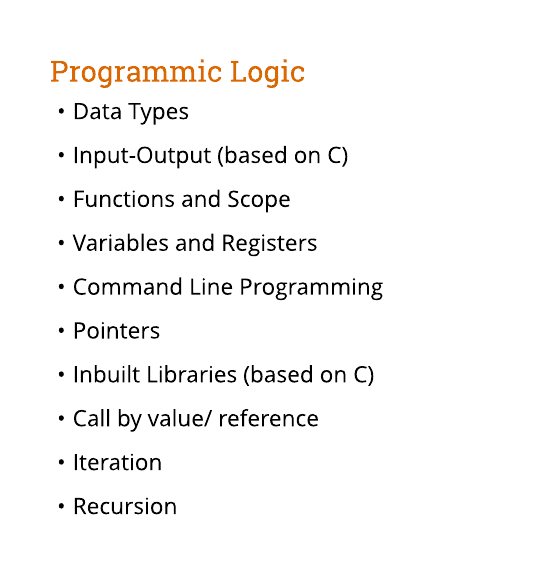 Programmic Logic
• Data Types
• Input-Output (based on C)
• Functions and Scope
• Variables and Registers
• Command Line Programming
• Pointers
• Inbuilt Libraries (based on C)
• Call by value/ reference
• Iteration
• Recursion